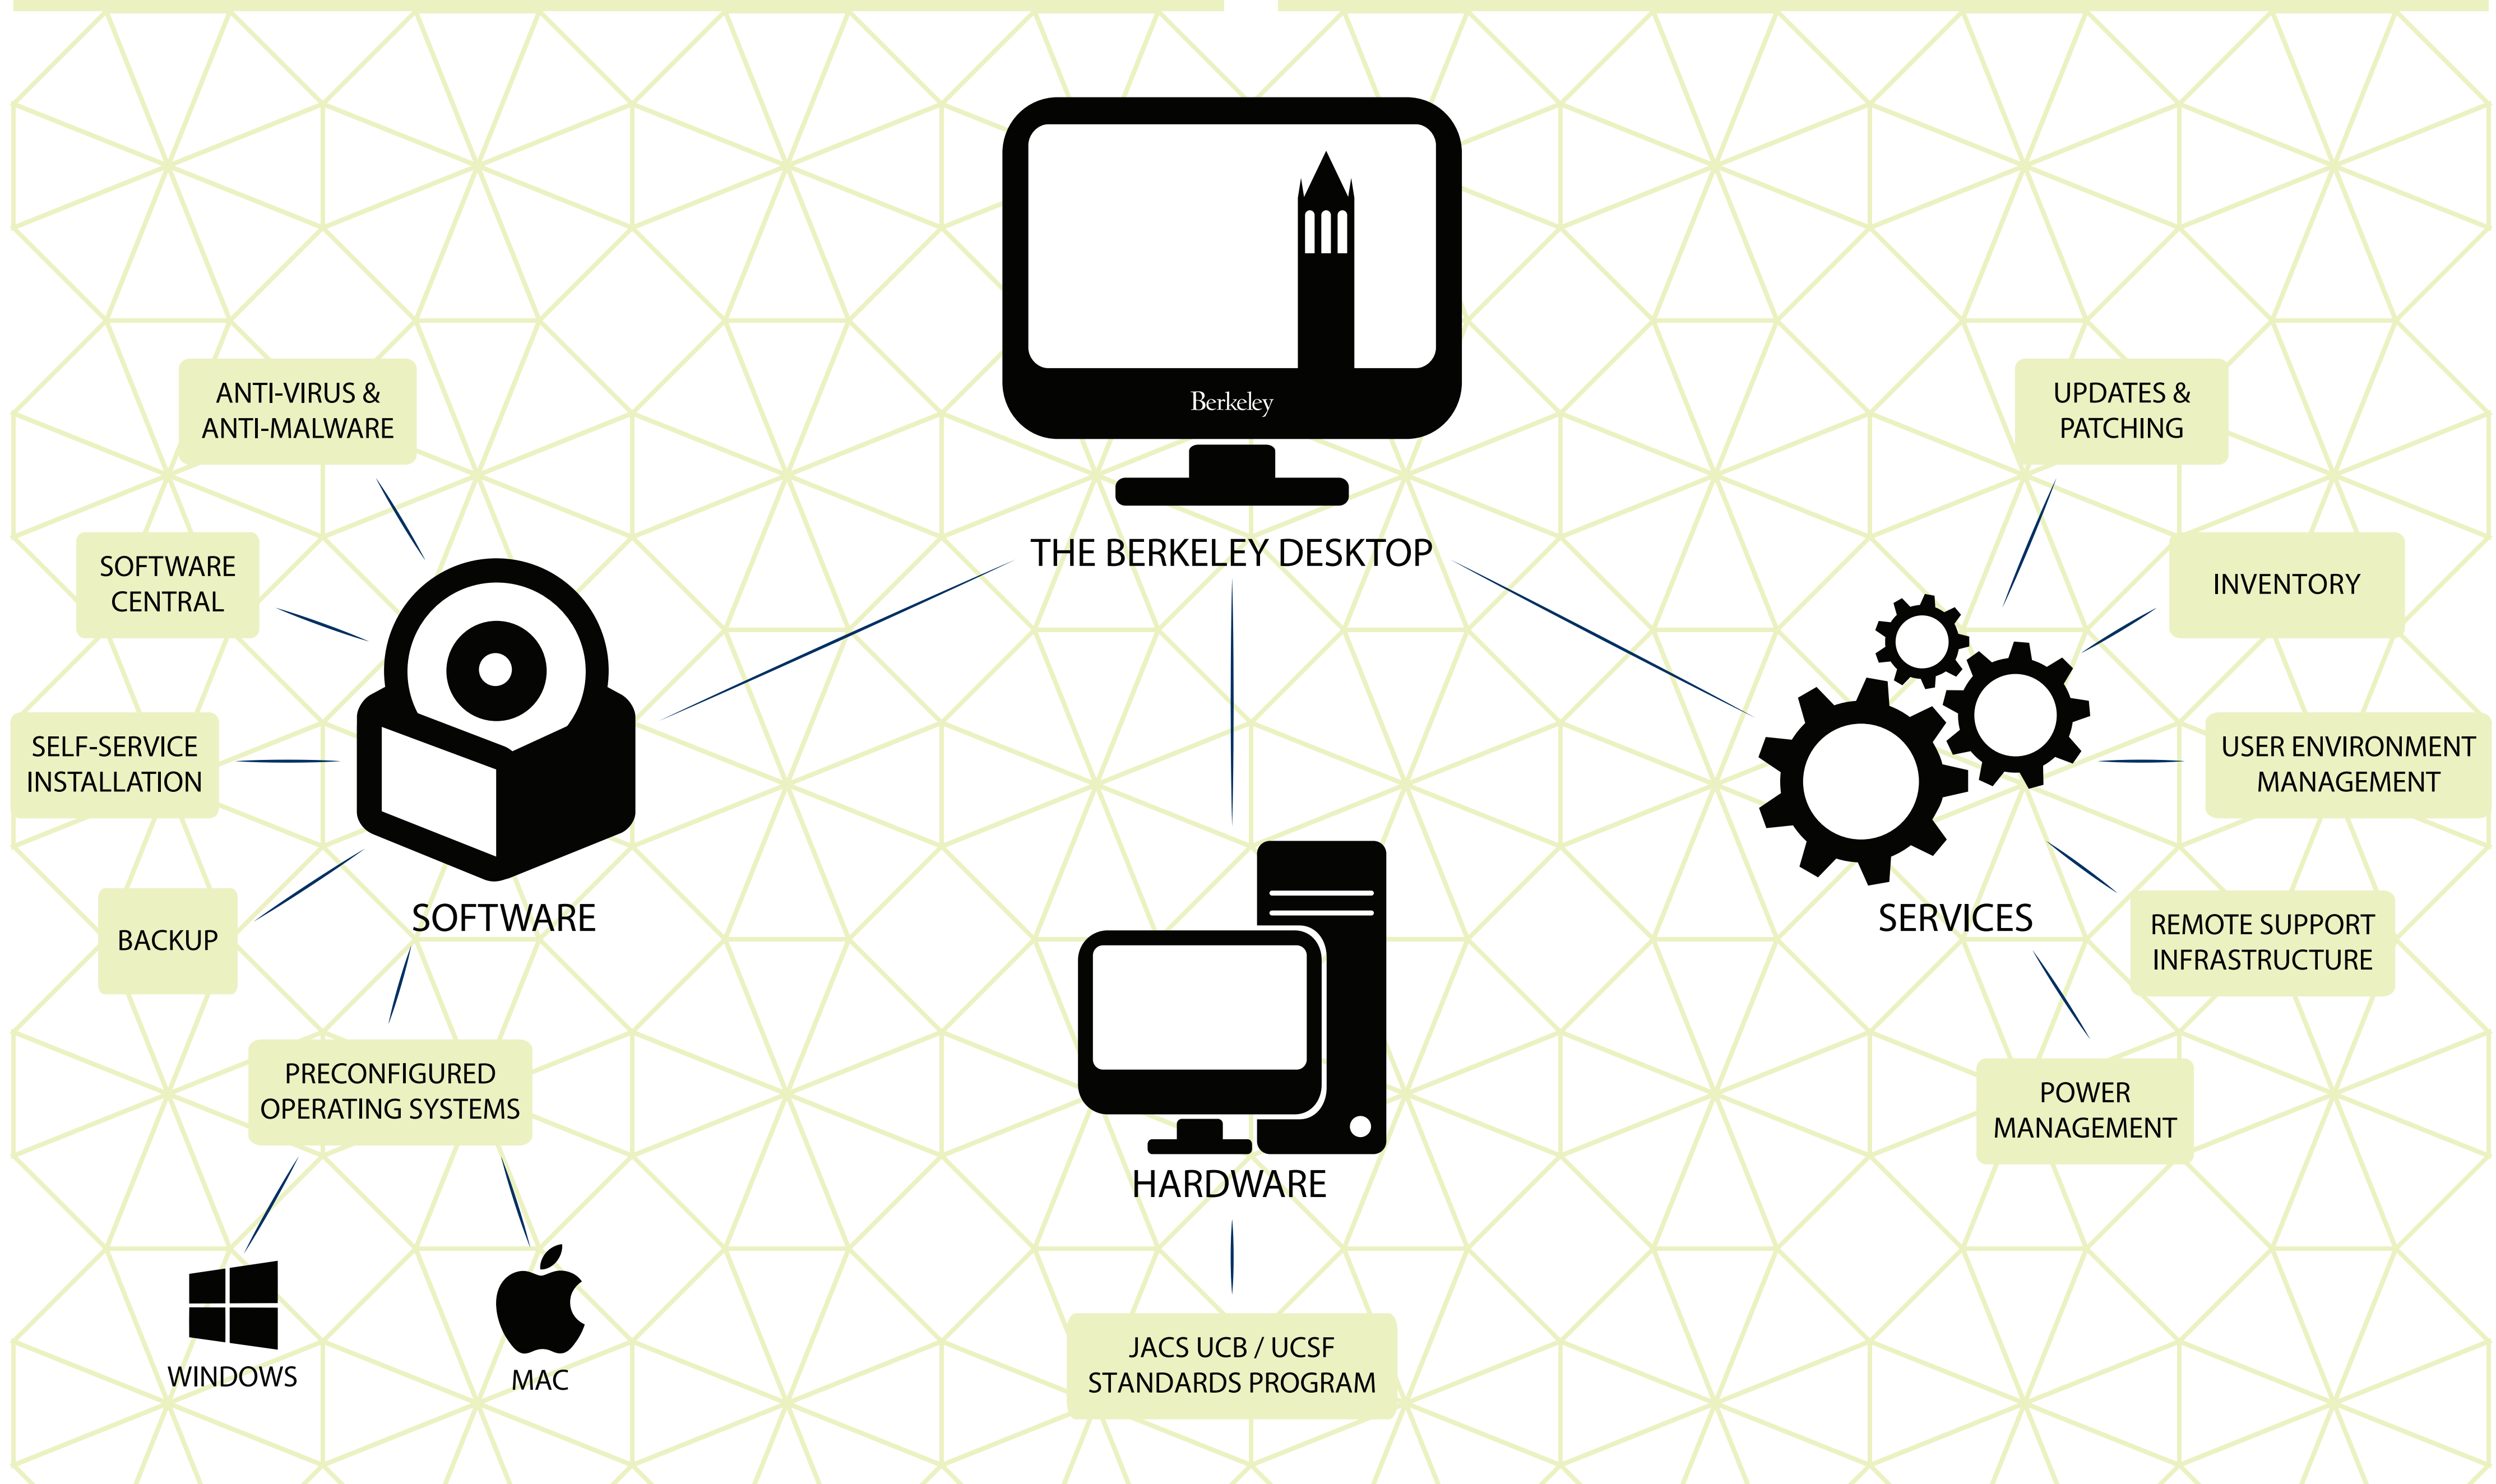 Berkeley
THE BERKELEY DESKTOP
ANTI-VIRUS &
ANTI-MALWARE
SOFTWARE
CENTRAL
SELF-SERVICE
INSTALLATION
BACKUP
SOFTWARE
PRECONFIGURED
OPERATING SYSTEMS
WINDOWS
MAC
HARDWARE
JACS UCB / UCSF
STANDARDS PROGRAM
UPDATES &
PATCHING
INVENTORY
USER ENVIRONMENT
MANAGEMENT
SERVICES
REMOTE SUPPORT
INFRASTRUCTURE
POWER
MANAGEMENT